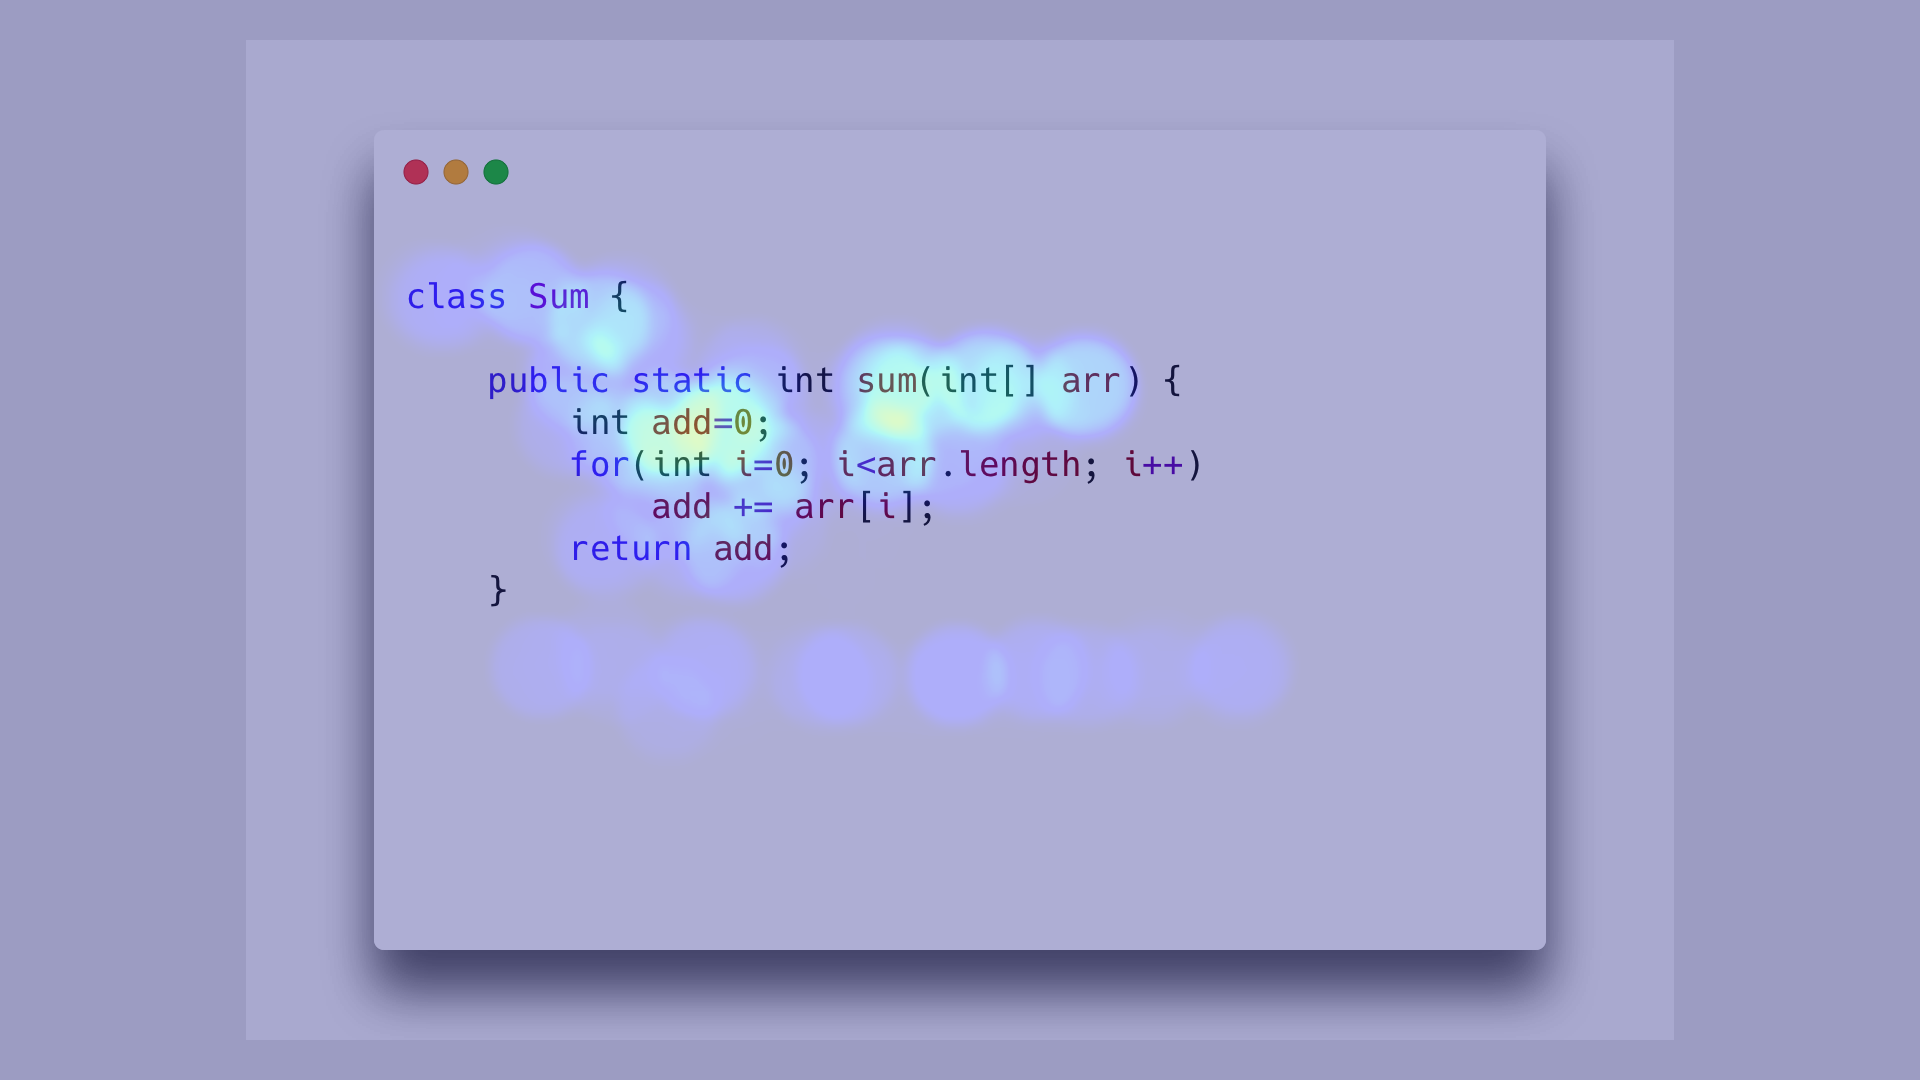 class Sum {
public static int sum(int[] arr) {
int add=0;
for(int i=0; i<arr.length; i++)
add += arr[i];
return add;
}